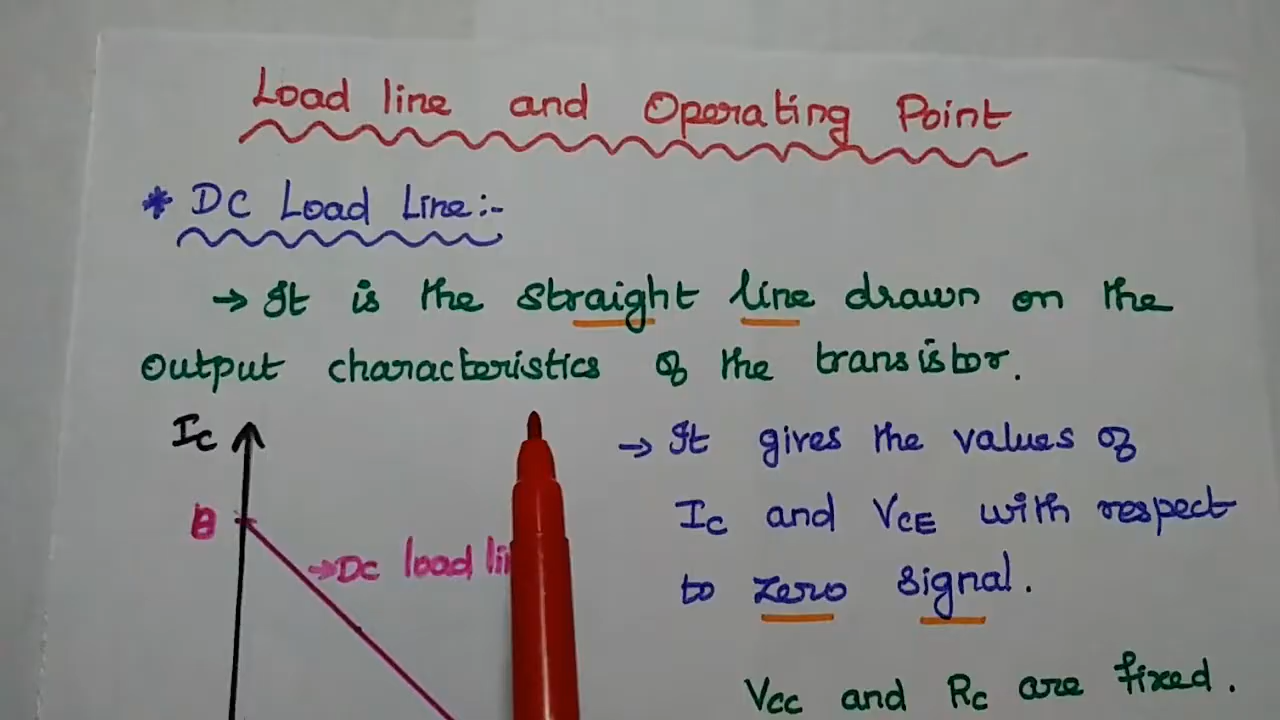 Load line and Operating Point
* DC Load Line:-
→ It is the straight line drawn on the
output characteristics of the transistor.
Ic
B
→ DC load
→ It gives the values of
Ic and VCE with respect
to zero signal.
Vcc and Rc are fixed.